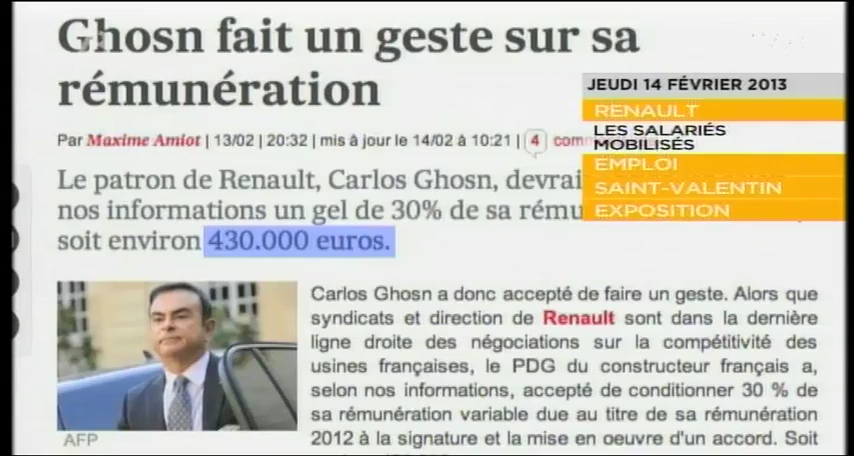 Ghosn fait un geste sur sa
rémunération
Par Maxime Amiot | 13/02 | 20:32 | mis à jour le 14/02 à 10:21 | 4 com
Le patron de Renault, Carlos Ghosn, devrai
nos informations un gel de 30% de sa rému
soit environ 430.000 euros.
JEUDI 14 FÉVRIER 2013
RENAULT
LES SALARIÉS
MOBILISÉS
EMPLOI
SAINT-VALENTIN
EXPOSITION
Carlos Ghosn a donc accepté de faire un geste. Alors que
syndicats et direction de Renault sont dans la dernière
ligne droite des négociations sur la compétitivité des
usines françaises, le PDG du constructeur français a,
selon nos informations, accepté de conditionner 30 % de
sa rémunération variable due au titre de sa rémunération
2012 à la signature et la mise en oeuvre d'un accord. Soit
AFP